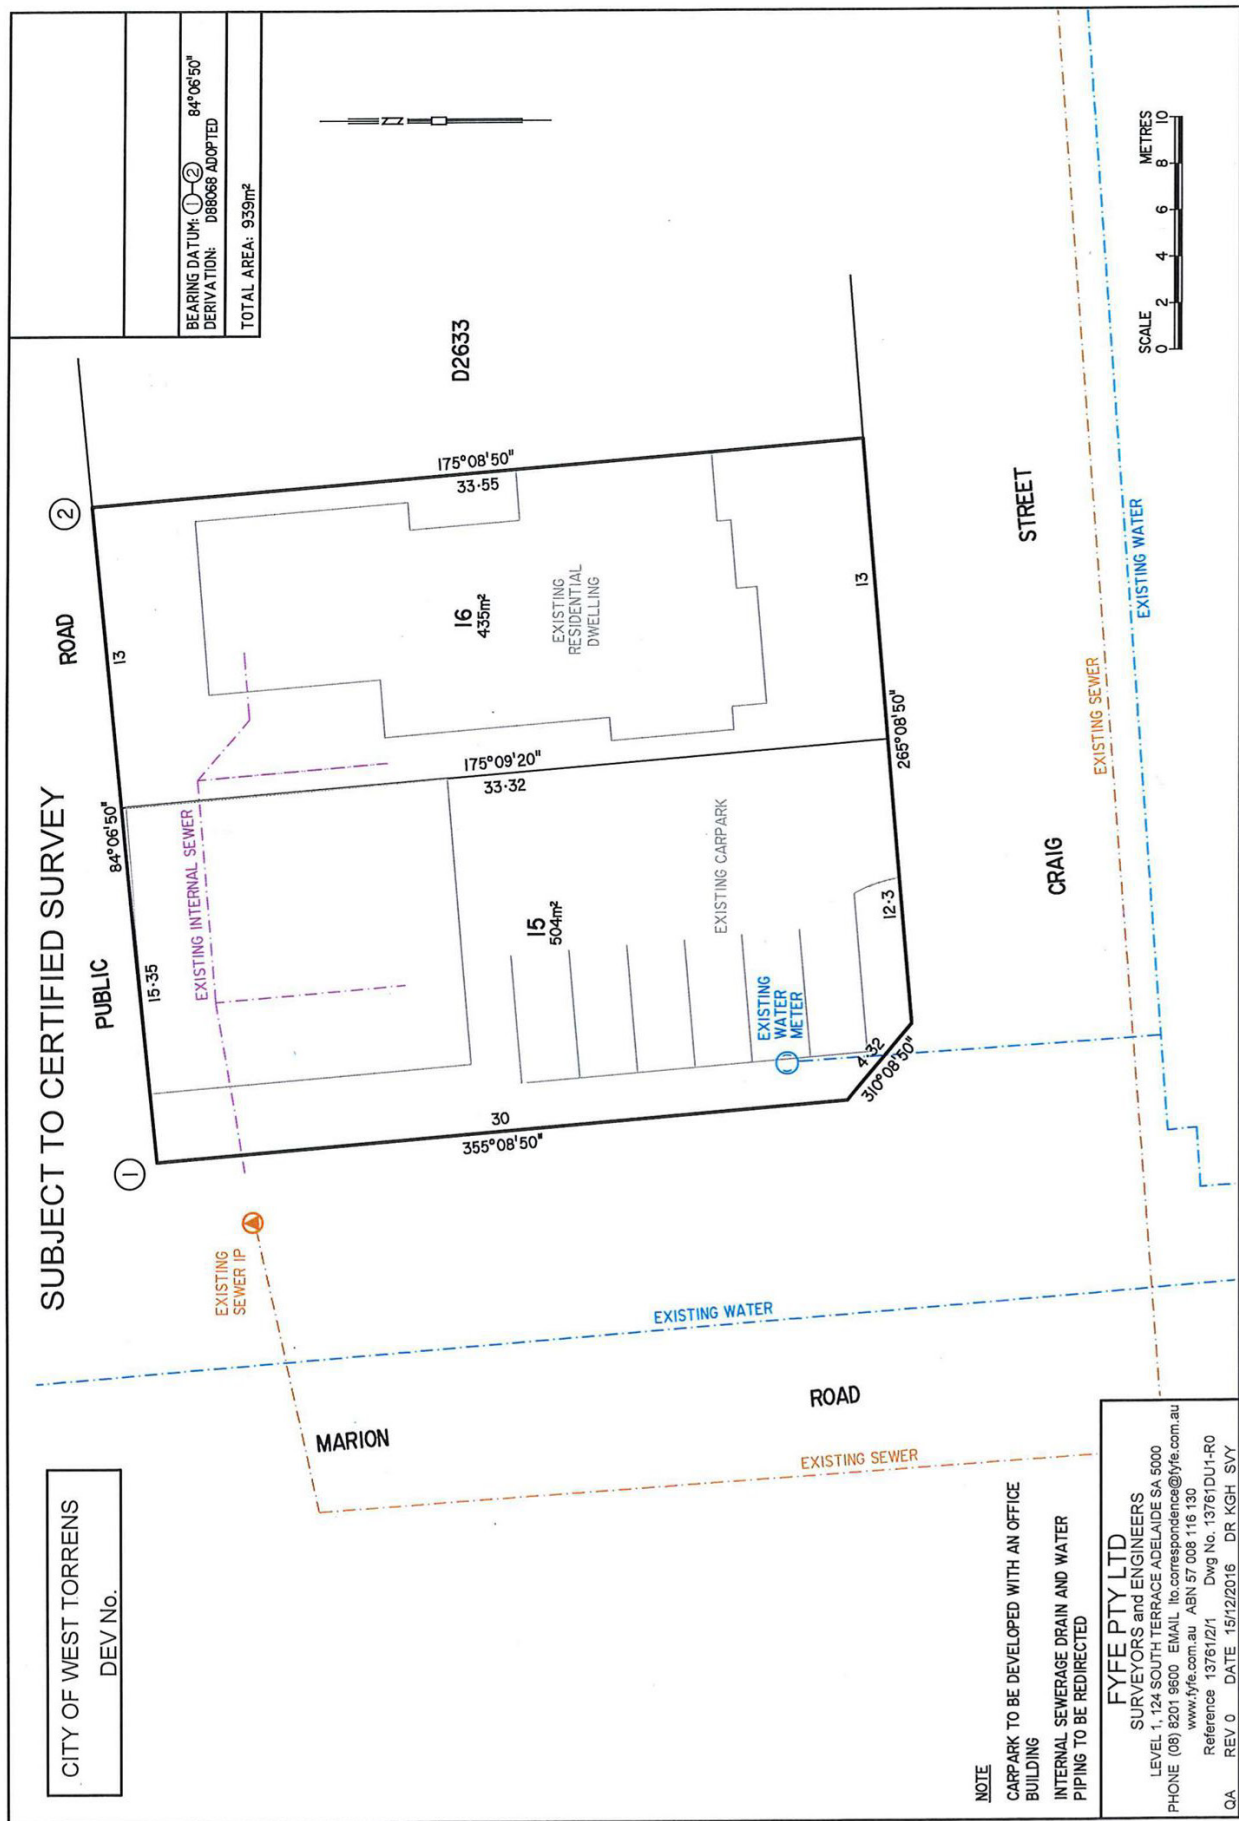 CITY OF WEST TORRENS
DEV No.
SUBJECT TO CERTIFIED SURVEY
BEARING DATUM: 1-2 84°06'50"
DERIVATION: D88068 ADOPTED
TOTAL AREA: 939m²
N
PUBLIC ROAD
1
2
84°06'50"
15·35
13
EXISTING
SEWER IP
EXISTING INTERNAL SEWER
355°08'50"
30
175°09'20"
33·32
175°08'50"
33·55
D2633
15
504m²
16
435m²
EXISTING
RESIDENTIAL
DWELLING
EXISTING CARPARK
EXISTING
WATER
METER
4·32
310°08'50"
12·3
265°08'50"
13
MARION ROAD
EXISTING WATER
EXISTING SEWER
CRAIG STREET
EXISTING SEWER
EXISTING WATER
SCALE METRES
0 2 4 6 8 10
NOTE
CARPARK TO BE DEVELOPED WITH AN OFFICE
BUILDING
INTERNAL SEWERAGE DRAIN AND WATER
PIPING TO BE REDIRECTED
FYFE PTY LTD
SURVEYORS and ENGINEERS
LEVEL 1, 124 SOUTH TERRACE ADELAIDE SA 5000
PHONE (08) 8201 9600 EMAIL lto.correspondence@fyfe.com.au
www.fyfe.com.au ABN 57 008 116 130
Reference 13761/2/1 Dwg No. 13761DU1-R0
QA REV 0 DATE 15/12/2016 DR KGH SVY